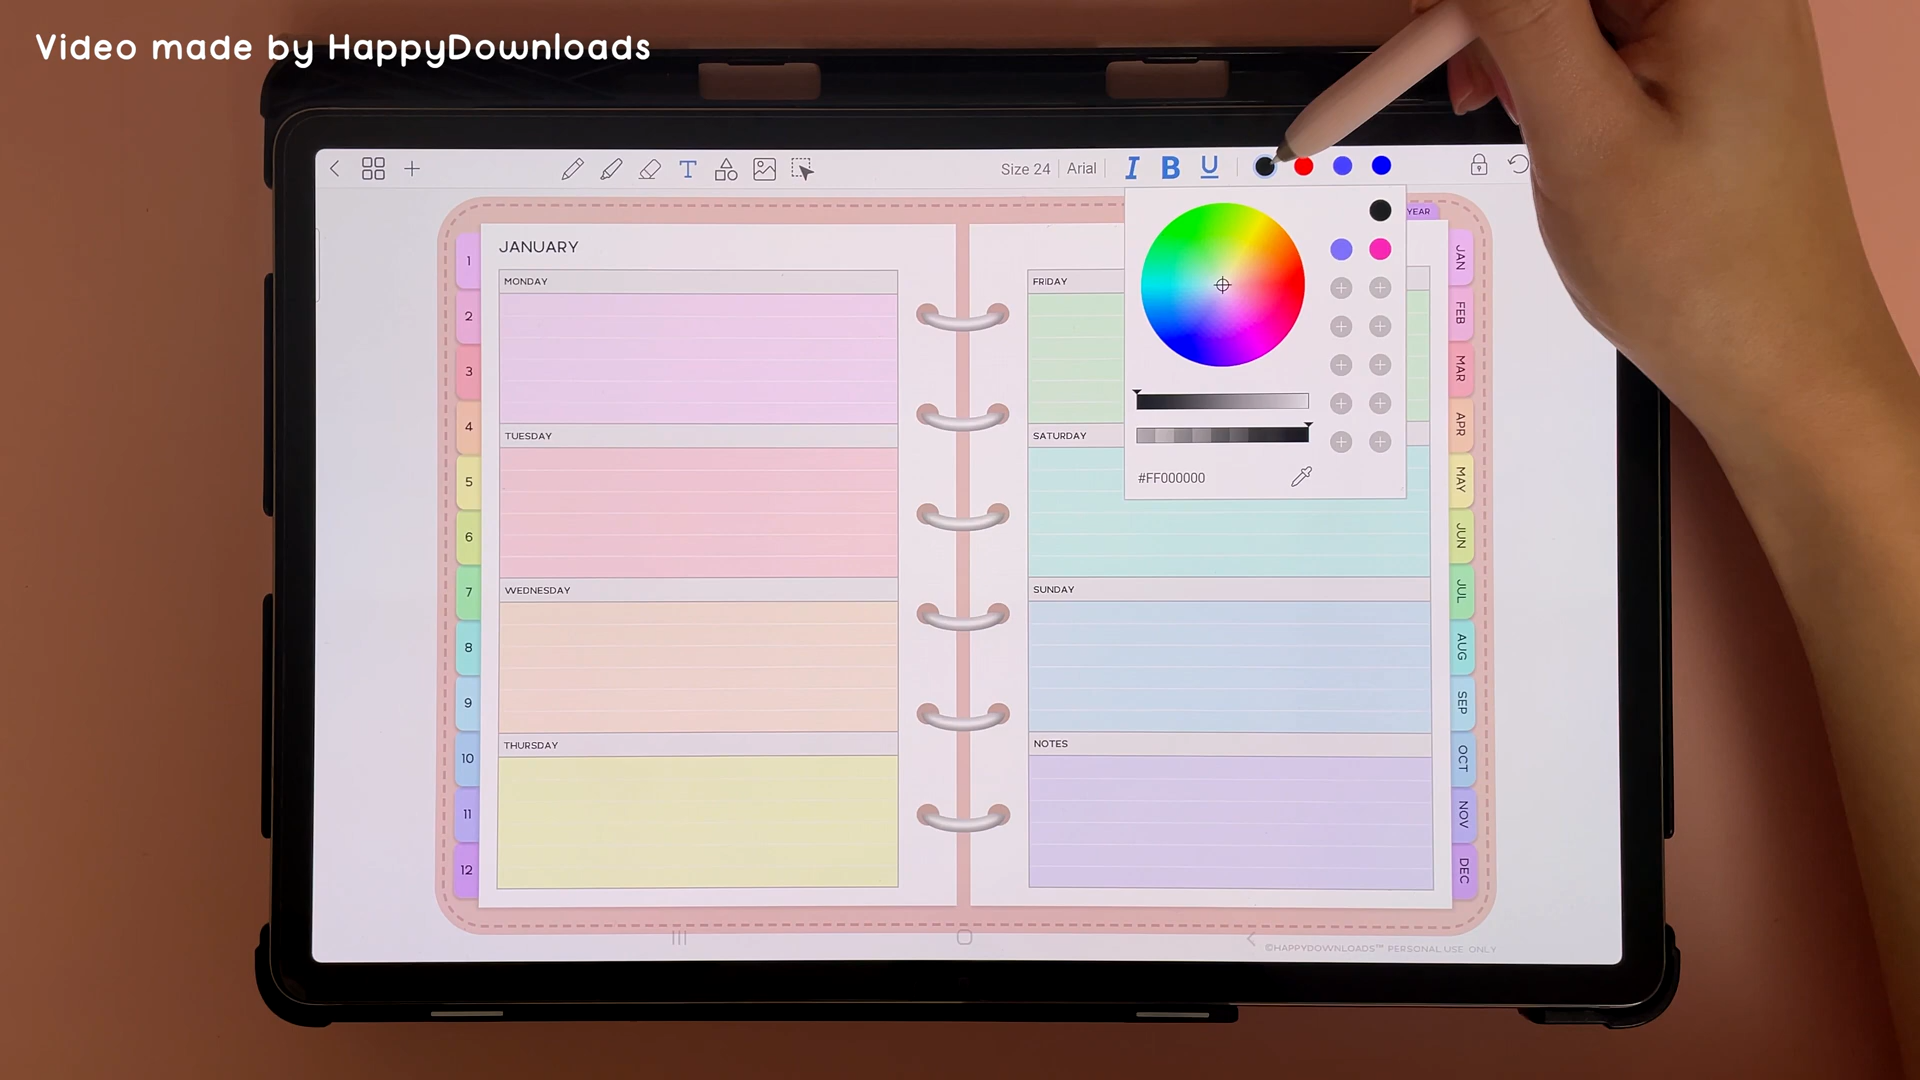 Video made by HappyDownloads
T
Size 24
Arial
I
B
U
YEAR
JANUARY
MONDAY
TUESDAY
WEDNESDAY
THURSDAY
FRIDAY
SATURDAY
SUNDAY
NOTES
#FF000000
1
2
3
4
5
6
7
8
9
10
11
12
JAN
FEB
MAR
APR
MAY
JUN
JUL
AUG
SEP
OCT
NOV
DEC
©HAPPYDOWNLOADS™ PERSONAL USE ONLY